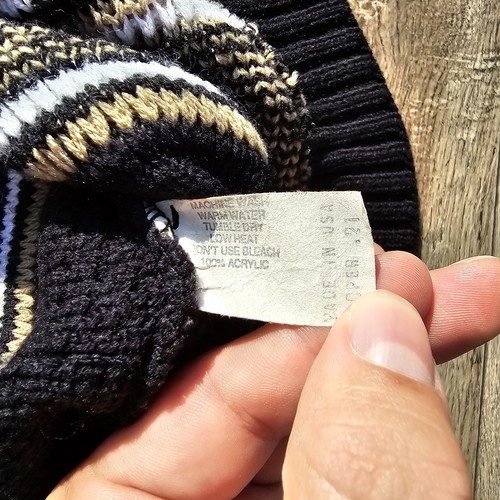 MACHINE WASH
WARM WATER
TUMBLE DRY
LOW HEAT
DON'T USE BLEACH
100% ACRYLIC
MADE IN USA